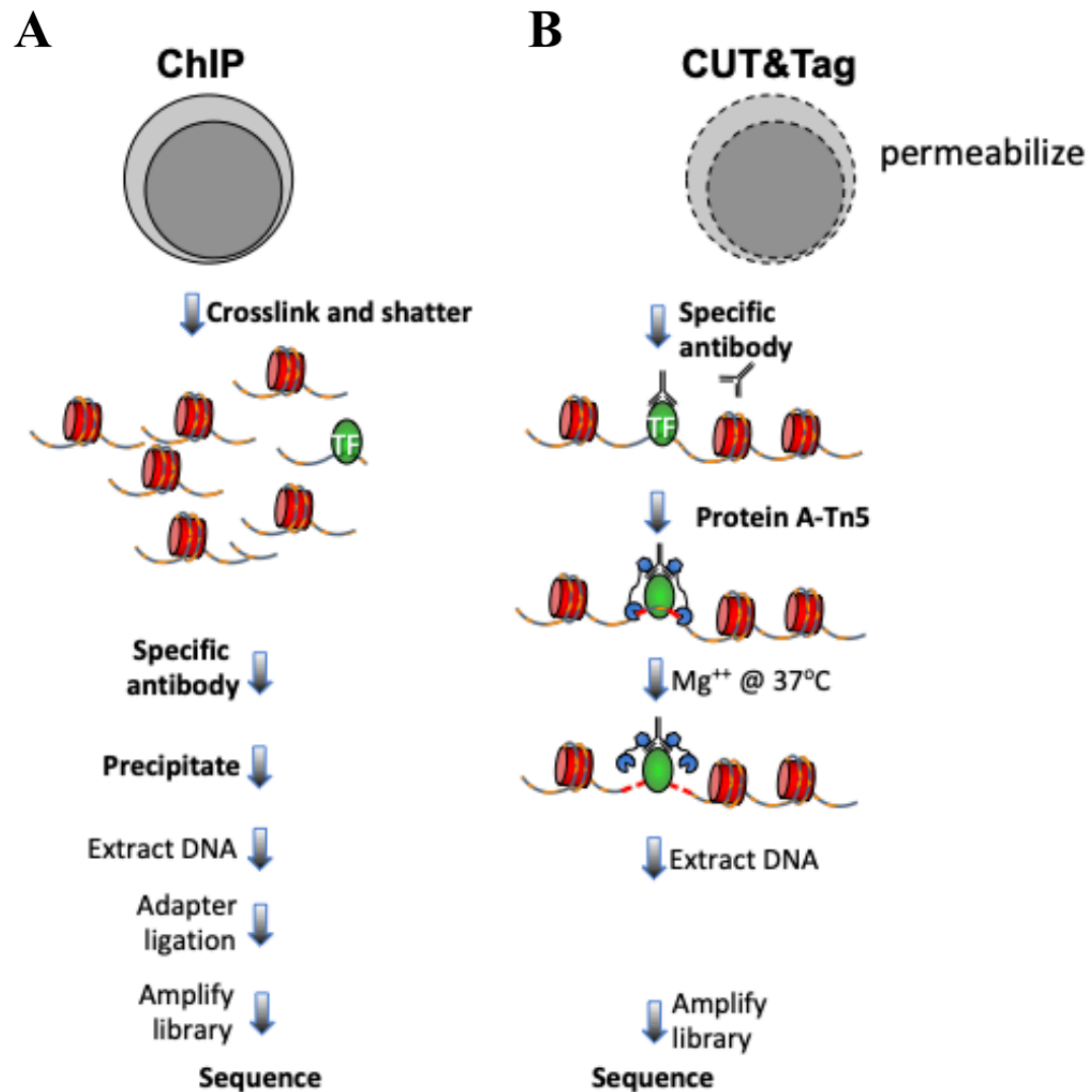 A
ChIP
Crosslink and shatter
TF
Specific
antibody
Precipitate
Extract DNA
Adapter
ligation
Amplify
library
Sequence
B
CUT&Tag
permeabilize
Specific
antibody
TF
Protein A-Tn5
Mg⁺⁺ @ 37°C
Extract DNA
Amplify
library
Sequence